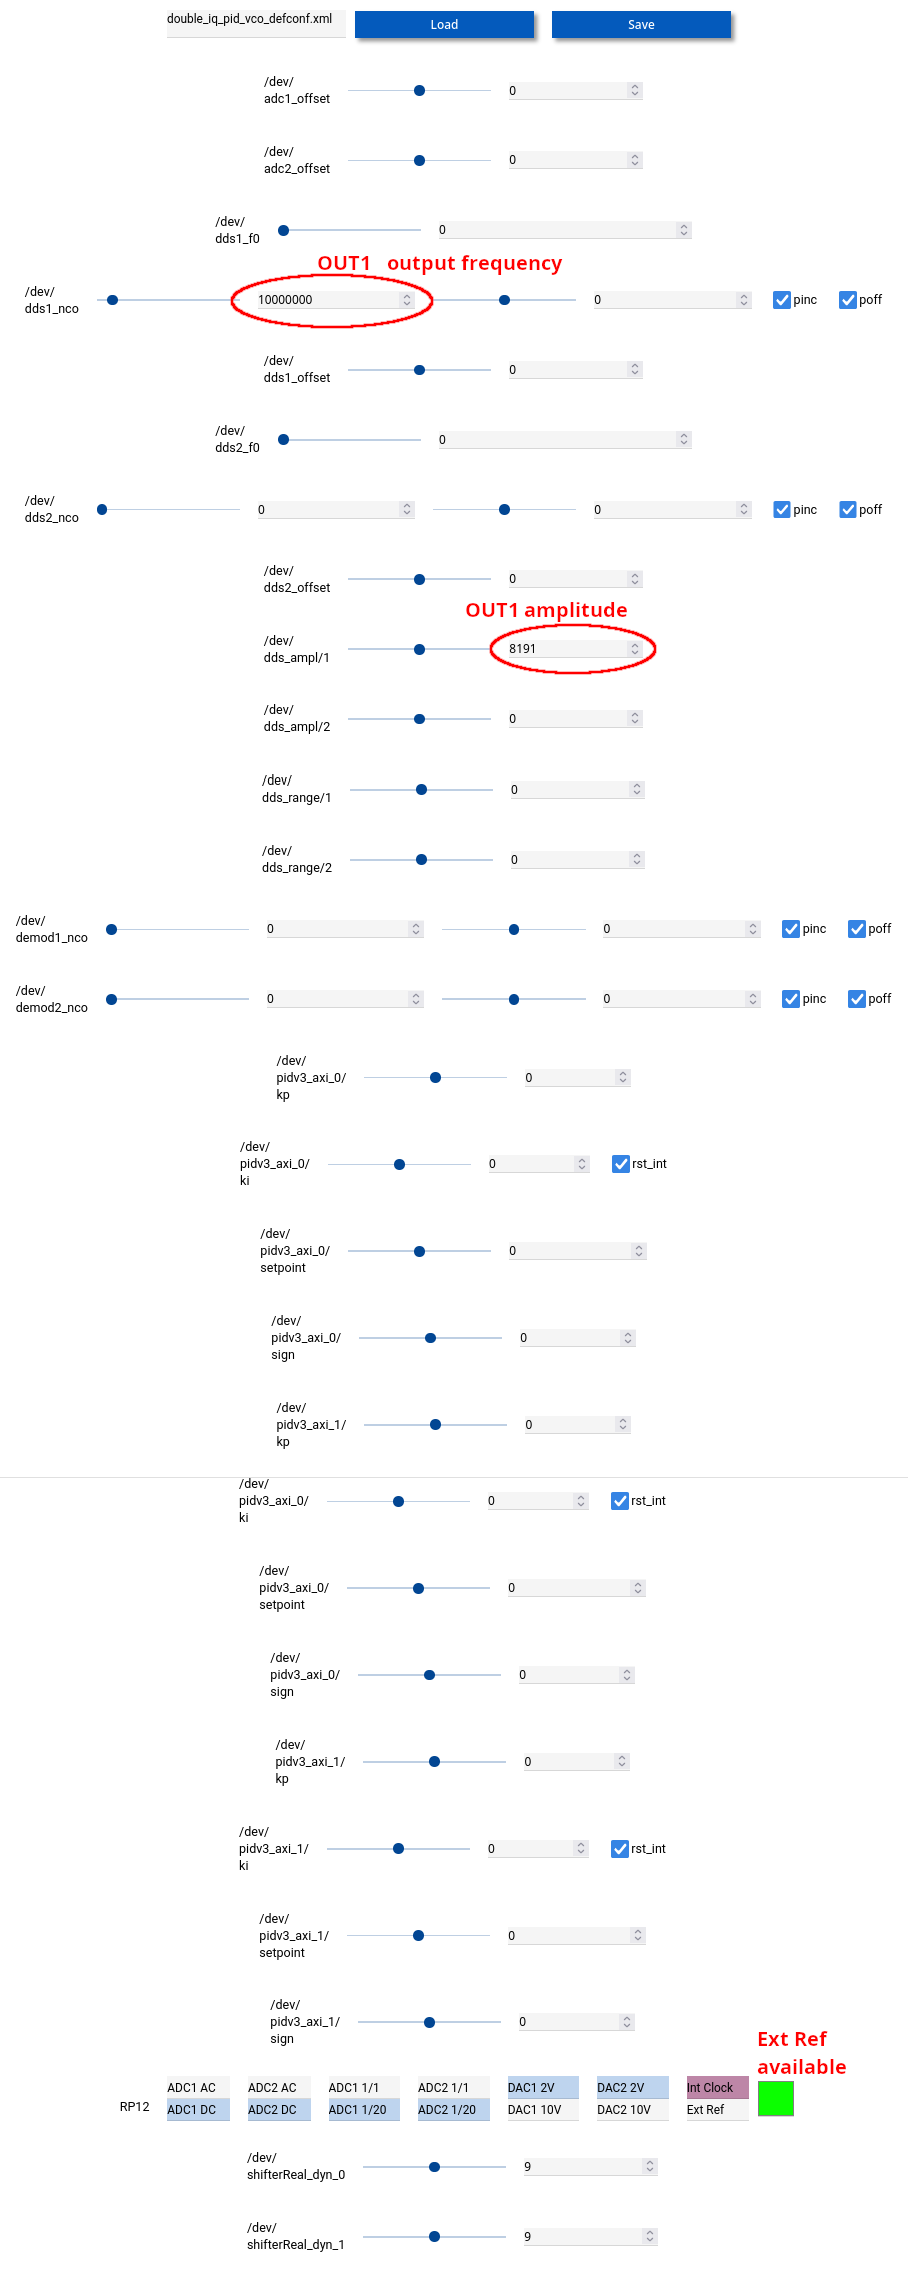 double_iq_pid_vco_defconf.xml Load Save
/dev/
adc1_offset 0
/dev/
adc2_offset 0
/dev/
dds1_f0 0
OUT1 output frequency
/dev/
dds1_nco 10000000 0 pinc poff
/dev/
dds1_offset 0
/dev/
dds2_f0 0
/dev/
dds2_nco 0 0 pinc poff
/dev/
dds2_offset 0
OUT1 amplitude
/dev/
dds_ampl/1 8191
/dev/
dds_ampl/2 0
/dev/
dds_range/1 0
/dev/
dds_range/2 0
/dev/
demod1_nco 0 0 pinc poff
/dev/
demod2_nco 0 0 pinc poff
/dev/
pidv3_axi_0/ 0
kp
/dev/
pidv3_axi_0/ 0 rst_int
ki
/dev/
pidv3_axi_0/ 0
setpoint
/dev/
pidv3_axi_0/ 0
sign
/dev/
pidv3_axi_1/ 0
kp
/dev/
pidv3_axi_0/ 0 rst_int
ki
/dev/
pidv3_axi_0/ 0
setpoint
/dev/
pidv3_axi_0/ 0
sign
/dev/
pidv3_axi_1/ 0
kp
/dev/
pidv3_axi_1/ 0 rst_int
ki
/dev/
pidv3_axi_1/ 0
setpoint
/dev/
pidv3_axi_1/ 0
sign
Ext Ref
available
RP12
ADC1 AC ADC2 AC ADC1 1/1 ADC2 1/1 DAC1 2V DAC2 2V Int Clock
ADC1 DC ADC2 DC ADC1 1/20 ADC2 1/20 DAC1 10V DAC2 10V Ext Ref
/dev/
shifterReal_dyn_0 9
/dev/
shifterReal_dyn_1 9